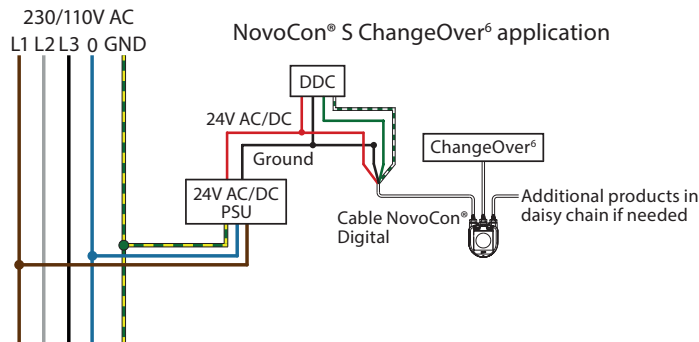 230/110V AC
L1 L2 L3 0 GND
NovoCon® S ChangeOver⁶ application
DDC
24V AC/DC
Ground
24V AC/DC
PSU
ChangeOver⁶
Cable NovoCon®
Digital
Additional products in
daisy chain if needed